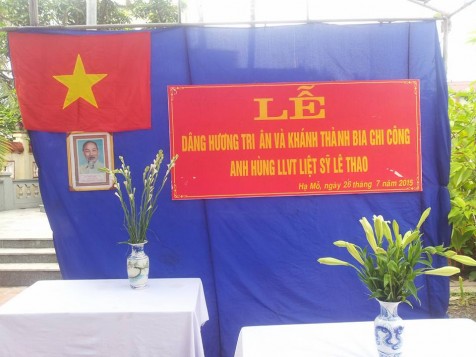 LỄ
DÂNG HƯƠNG TRI ÂN VÀ KHÁNH THÀNH BIA CHI CÔNG
ANH HÙNG LLVT LIỆT SỸ LÊ THAO
Hạ Mỗ, ngày 26 tháng 7 năm 2015